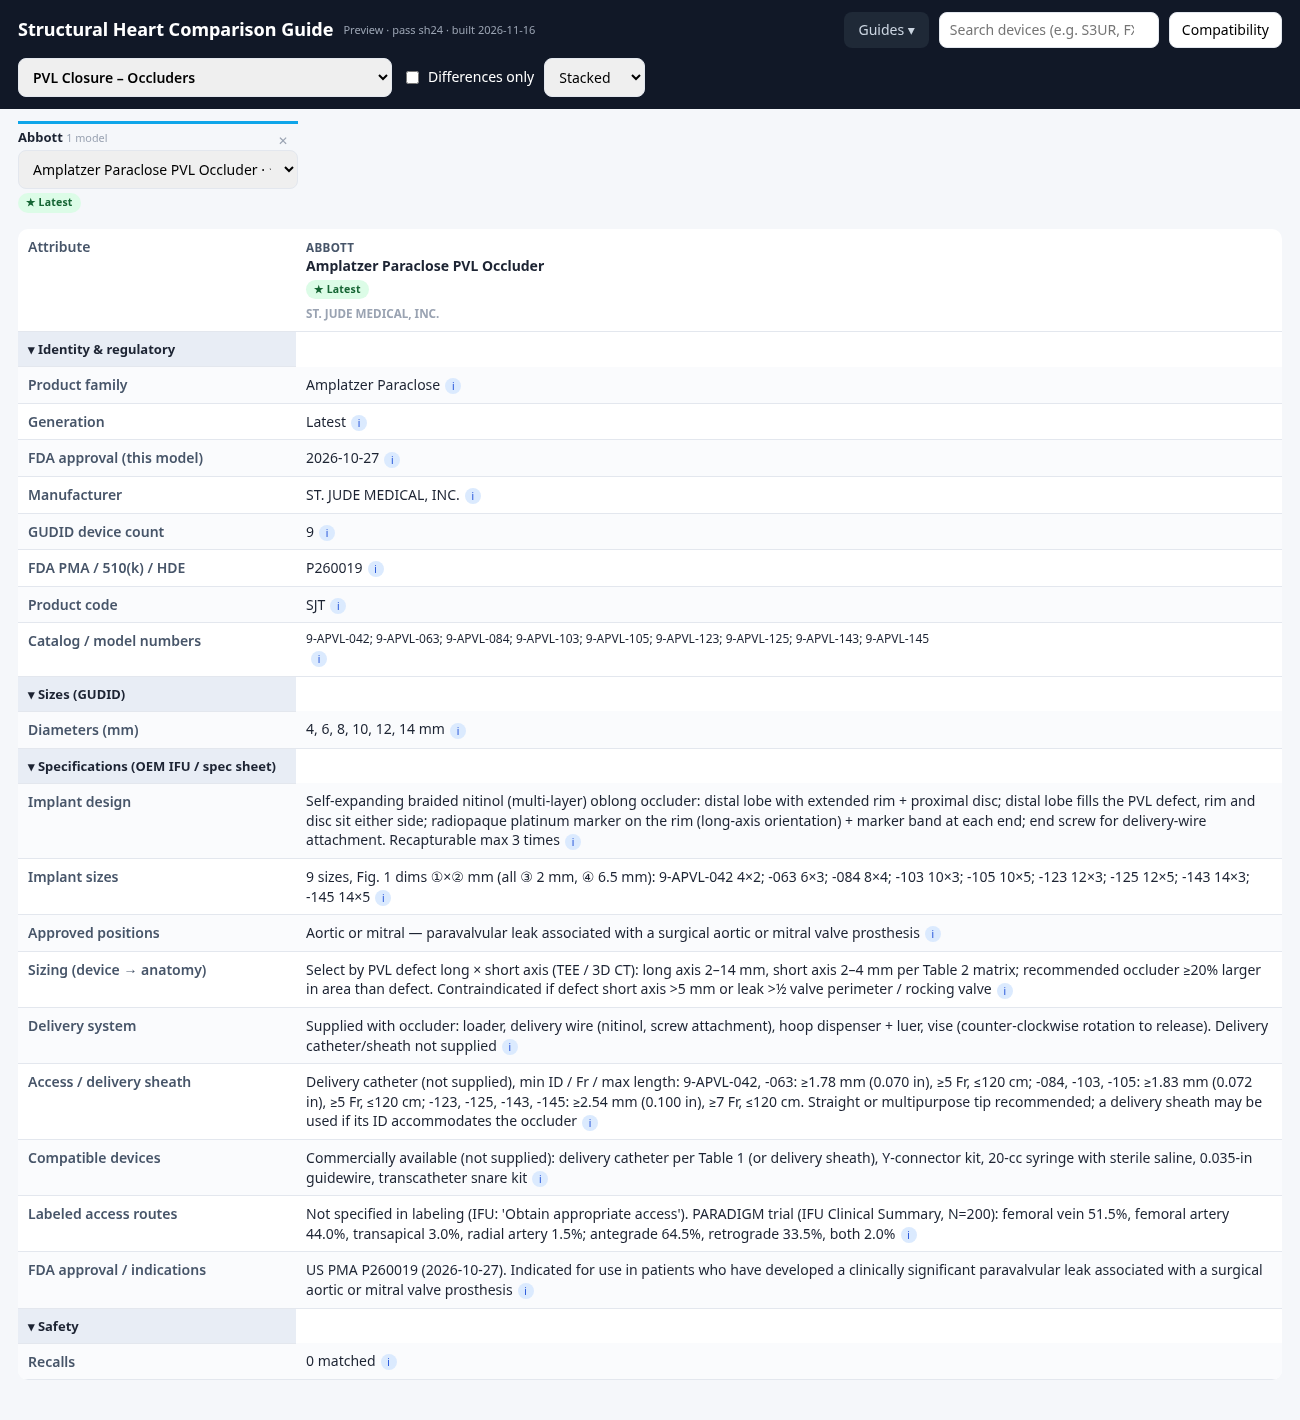 Structural Heart Comparison Guide
Preview · pass sh24 · built 2026-11-16
Guides ▾
Search devices (e.g. S3UR, FX
Compatibility
PVL Closure – Occluders
Differences only
Stacked
Abbott 1 model
×
Amplatzer Paraclose PVL Occluder ·
★ Latest
Attribute
ABBOTT
Amplatzer Paraclose PVL Occluder
★ Latest
ST. JUDE MEDICAL, INC.
▾ Identity & regulatory
Product family
Amplatzer Paraclose i
Generation
Latest i
FDA approval (this model)
2026-10-27 i
Manufacturer
ST. JUDE MEDICAL, INC. i
GUDID device count
9 i
FDA PMA / 510(k) / HDE
P260019 i
Product code
SJT i
Catalog / model numbers
9-APVL-042; 9-APVL-063; 9-APVL-084; 9-APVL-103; 9-APVL-105; 9-APVL-123; 9-APVL-125; 9-APVL-143; 9-APVL-145
i
▾ Sizes (GUDID)
Diameters (mm)
4, 6, 8, 10, 12, 14 mm i
▾ Specifications (OEM IFU / spec sheet)
Implant design
Self-expanding braided nitinol (multi-layer) oblong occluder: distal lobe with extended rim + proximal disc; distal lobe fills the PVL defect, rim and
disc sit either side; radiopaque platinum marker on the rim (long-axis orientation) + marker band at each end; end screw for delivery-wire
attachment. Recapturable max 3 times i
Implant sizes
9 sizes, Fig. 1 dims ①×② mm (all ③ 2 mm, ④ 6.5 mm): 9-APVL-042 4×2; -063 6×3; -084 8×4; -103 10×3; -105 10×5; -123 12×3; -125 12×5; -143 14×3;
-145 14×5 i
Approved positions
Aortic or mitral — paravalvular leak associated with a surgical aortic or mitral valve prosthesis i
Sizing (device → anatomy)
Select by PVL defect long × short axis (TEE / 3D CT): long axis 2–14 mm, short axis 2–4 mm per Table 2 matrix; recommended occluder ≥20% larger
in area than defect. Contraindicated if defect short axis >5 mm or leak >½ valve perimeter / rocking valve i
Delivery system
Supplied with occluder: loader, delivery wire (nitinol, screw attachment), hoop dispenser + luer, vise (counter-clockwise rotation to release). Delivery
catheter/sheath not supplied i
Access / delivery sheath
Delivery catheter (not supplied), min ID / Fr / max length: 9-APVL-042, -063: ≥1.78 mm (0.070 in), ≥5 Fr, ≤120 cm; -084, -103, -105: ≥1.83 mm (0.072
in), ≥5 Fr, ≤120 cm; -123, -125, -143, -145: ≥2.54 mm (0.100 in), ≥7 Fr, ≤120 cm. Straight or multipurpose tip recommended; a delivery sheath may be
used if its ID accommodates the occluder i
Compatible devices
Commercially available (not supplied): delivery catheter per Table 1 (or delivery sheath), Y-connector kit, 20-cc syringe with sterile saline, 0.035-in
guidewire, transcatheter snare kit i
Labeled access routes
Not specified in labeling (IFU: 'Obtain appropriate access'). PARADIGM trial (IFU Clinical Summary, N=200): femoral vein 51.5%, femoral artery
44.0%, transapical 3.0%, radial artery 1.5%; antegrade 64.5%, retrograde 33.5%, both 2.0% i
FDA approval / indications
US PMA P260019 (2026-10-27). Indicated for use in patients who have developed a clinically significant paravalvular leak associated with a surgical
aortic or mitral valve prosthesis i
▾ Safety
Recalls
0 matched i